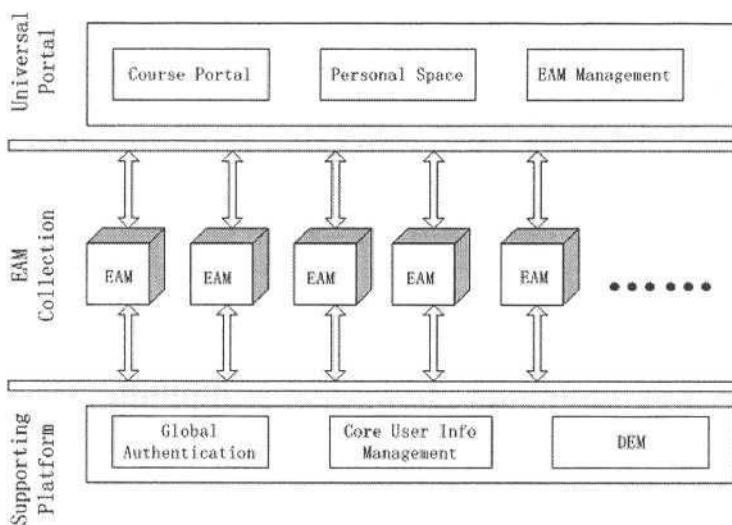 Universal
Portal
Course Portal
Personal Space
EAM Management
EAM
Collection
EAM
EAM
EAM
EAM
EAM
Supporting
Platform
Global
Authentication
Core User Info
Management
DEM